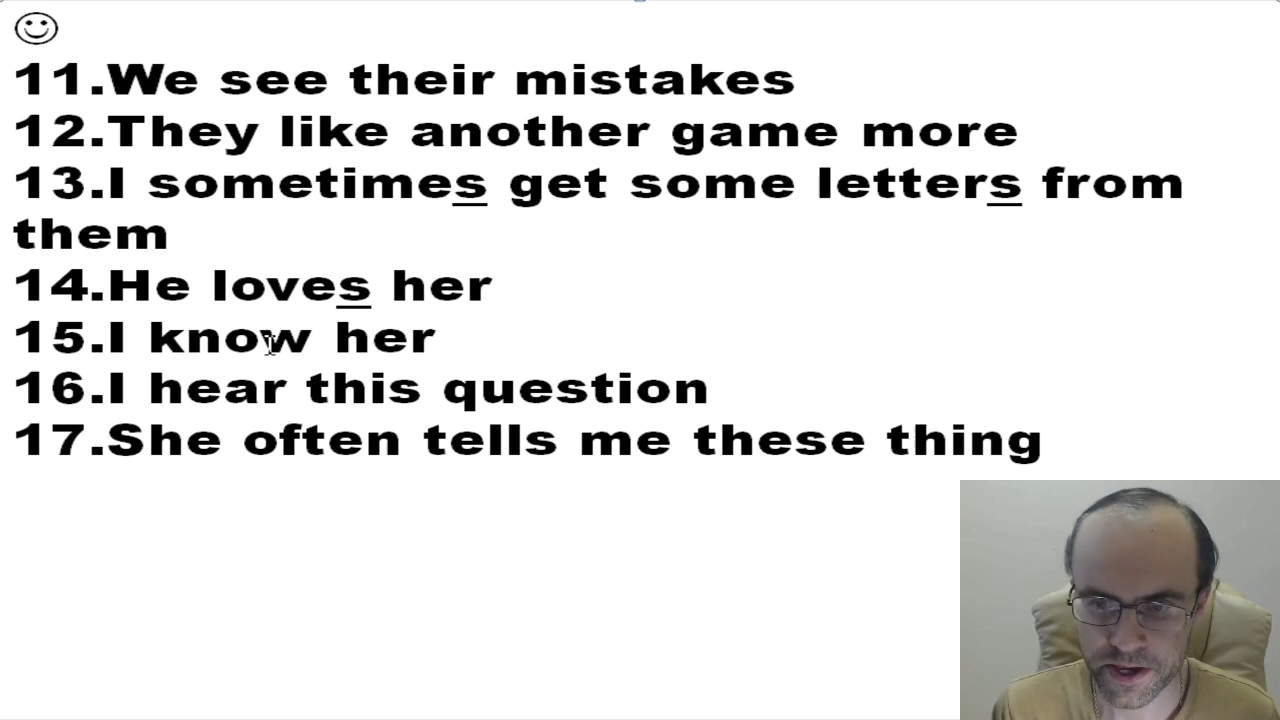 11.We see their mistakes
12.They like another game more
13.I sometimes get some letters from
them
14.He loves her
15.I know her
16.I hear this question
17.She often tells me these thing